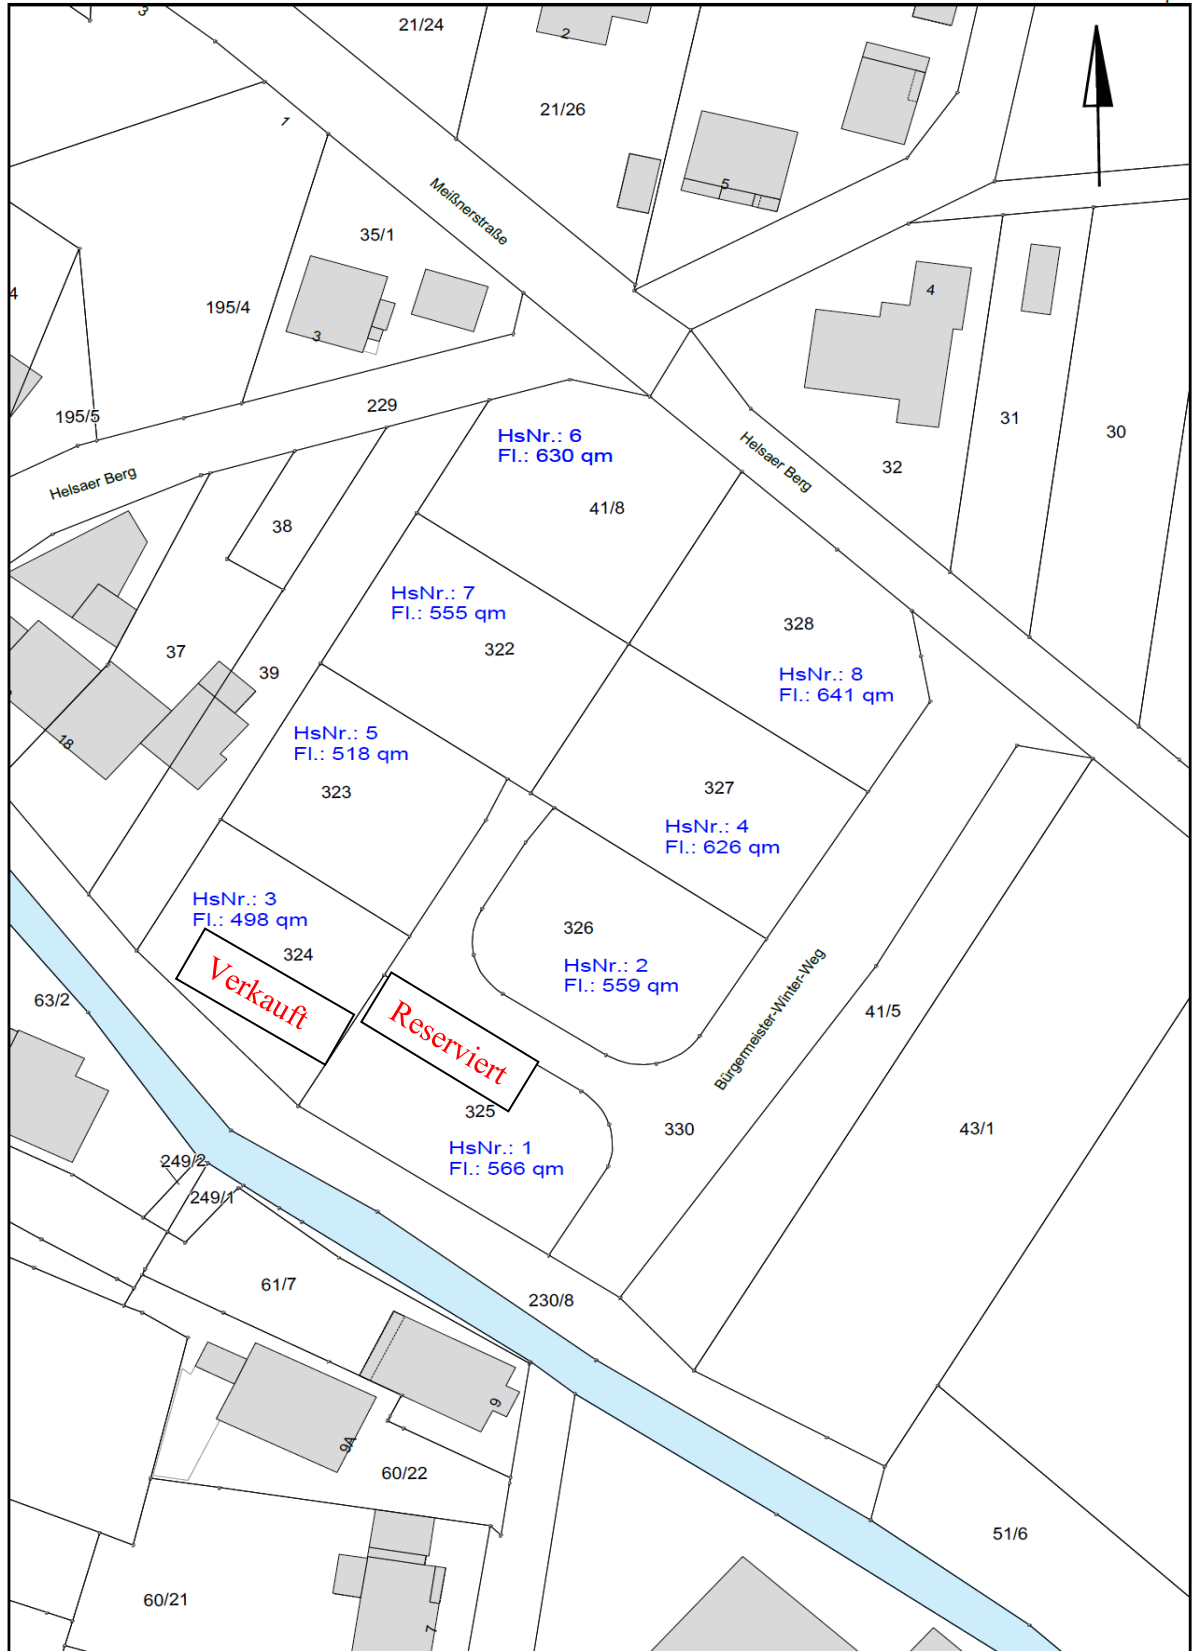 3
21/24
2
21/26
1
5
Meißnerstraße
35/1
4
195/4
3
4
195/5
229
31
30
HsNr.: 6
Fl.: 630 qm
Helsaer Berg
32
Helsaer Berg
41/8
38
HsNr.: 7
Fl.: 555 qm
322
328
37
39
HsNr.: 8
Fl.: 641 qm
18
HsNr.: 5
Fl.: 518 qm
323
327
HsNr.: 4
Fl.: 626 qm
HsNr.: 3
Fl.: 498 qm
324
326
HsNr.: 2
Fl.: 559 qm
Verkauft
Reserviert
Bürgermeister-Winter-Weg
63/2
41/5
325
330
43/1
HsNr.: 1
Fl.: 566 qm
249/2
249/1
61/7
230/8
9
9A
60/22
51/6
60/21
7